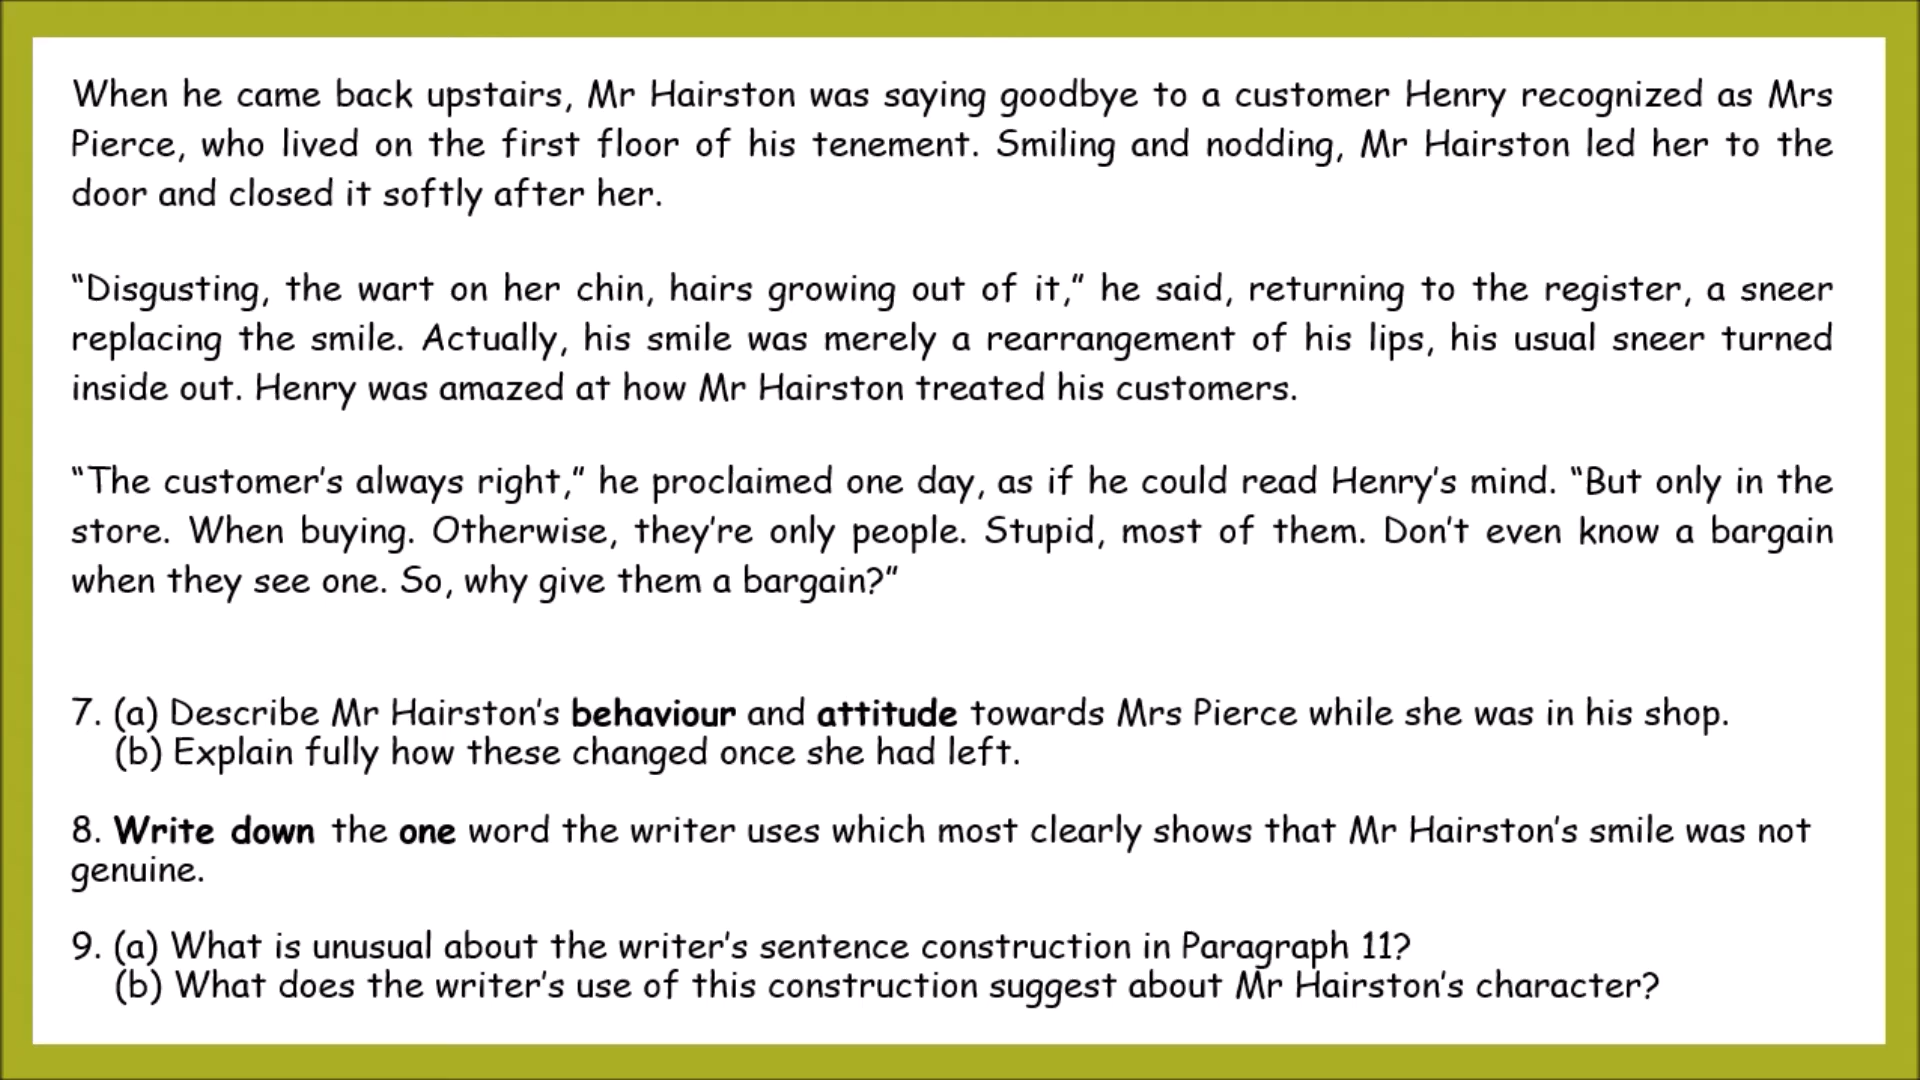 When he came back upstairs, Mr Hairston was saying goodbye to a customer Henry recognized as Mrs
Pierce, who lived on the first floor of his tenement. Smiling and nodding, Mr Hairston led her to the
door and closed it softly after her.
“Disgusting, the wart on her chin, hairs growing out of it,” he said, returning to the register, a sneer
replacing the smile. Actually, his smile was merely a rearrangement of his lips, his usual sneer turned
inside out. Henry was amazed at how Mr Hairston treated his customers.
“The customer’s always right,” he proclaimed one day, as if he could read Henry’s mind. “But only in the
store. When buying. Otherwise, they’re only people. Stupid, most of them. Don’t even know a bargain
when they see one. So, why give them a bargain?”
7. (a) Describe Mr Hairston’s behaviour and attitude towards Mrs Pierce while she was in his shop.
(b) Explain fully how these changed once she had left.
8. Write down the one word the writer uses which most clearly shows that Mr Hairston’s smile was not
genuine.
9. (a) What is unusual about the writer’s sentence construction in Paragraph 11?
(b) What does the writer’s use of this construction suggest about Mr Hairston’s character?